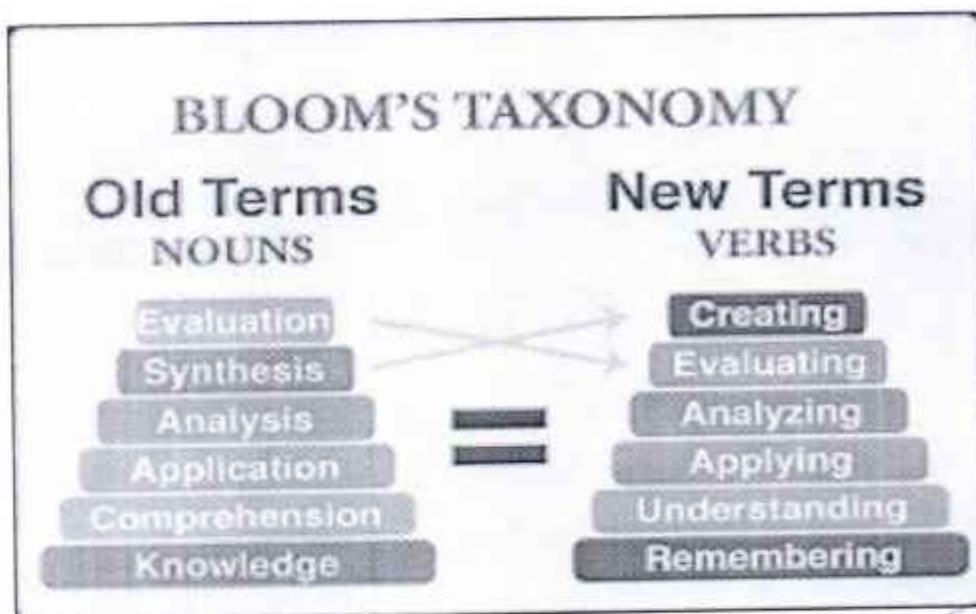 BLOOM'S TAXONOMY
Old Terms
NOUNS
Evaluation
Synthesis
Analysis
Application
Comprehension
Knowledge
=
New Terms
VERBS
Creating
Evaluating
Analyzing
Applying
Understanding
Remembering